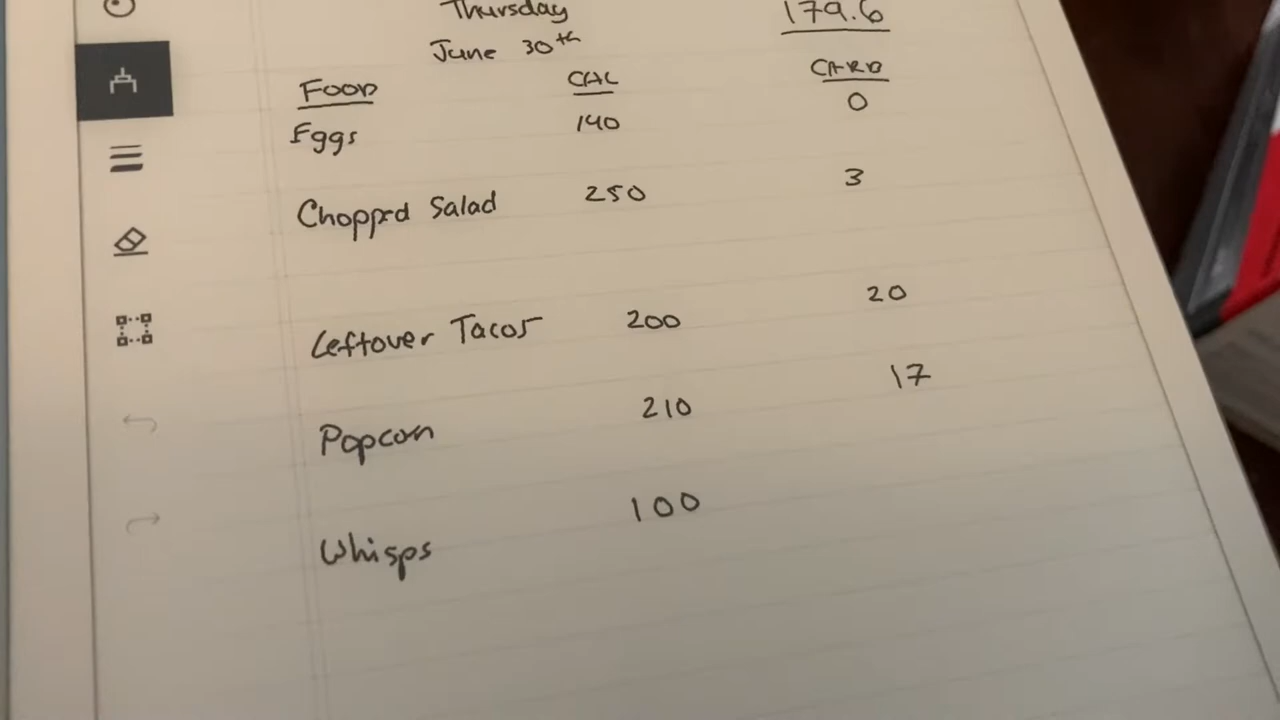 Thursday 179.6
June 30th
Food CAL CARB
Eggs 140 0
Chopped Salad 250 3
Leftover Tacos 200 20
Popcorn 210 17
Whisps 100